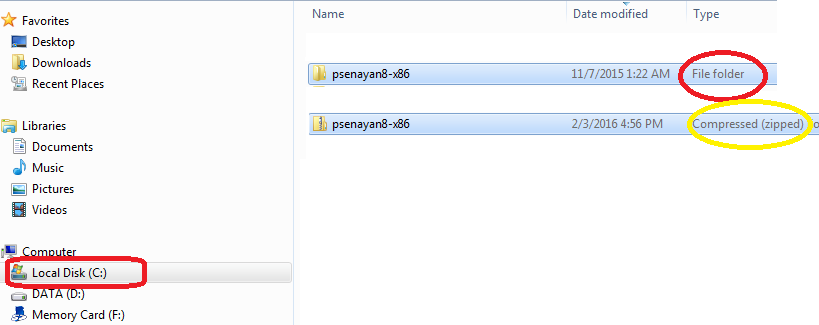 Favorites
Desktop
Downloads
Recent Places
Libraries
Documents
Music
Pictures
Videos
Computer
Local Disk (C:)
DATA (D:)
Memory Card (F:)
Name Date modified Type
psenayan8-x86 11/7/2015 1:22 AM File folder
psenayan8-x86 2/3/2016 4:56 PM Compressed (zipped) fo